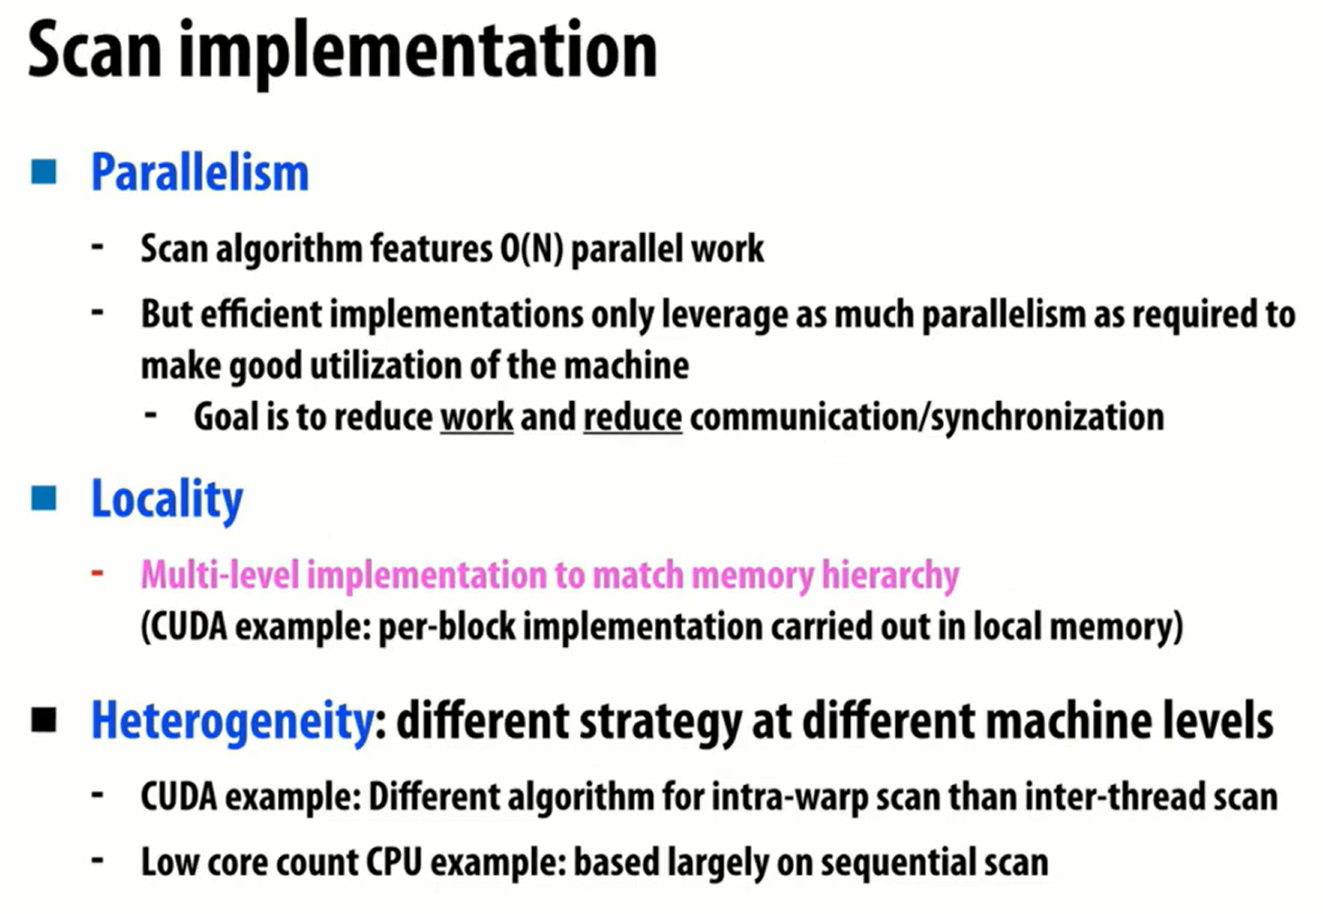 Scan implementation
Parallelism
- Scan algorithm features O(N) parallel work
- But efficient implementations only leverage as much parallelism as required to
make good utilization of the machine
- Goal is to reduce work and reduce communication/synchronization
Locality
- Multi-level implementation to match memory hierarchy
(CUDA example: per-block implementation carried out in local memory)
Heterogeneity: different strategy at different machine levels
- CUDA example: Different algorithm for intra-warp scan than inter-thread scan
- Low core count CPU example: based largely on sequential scan